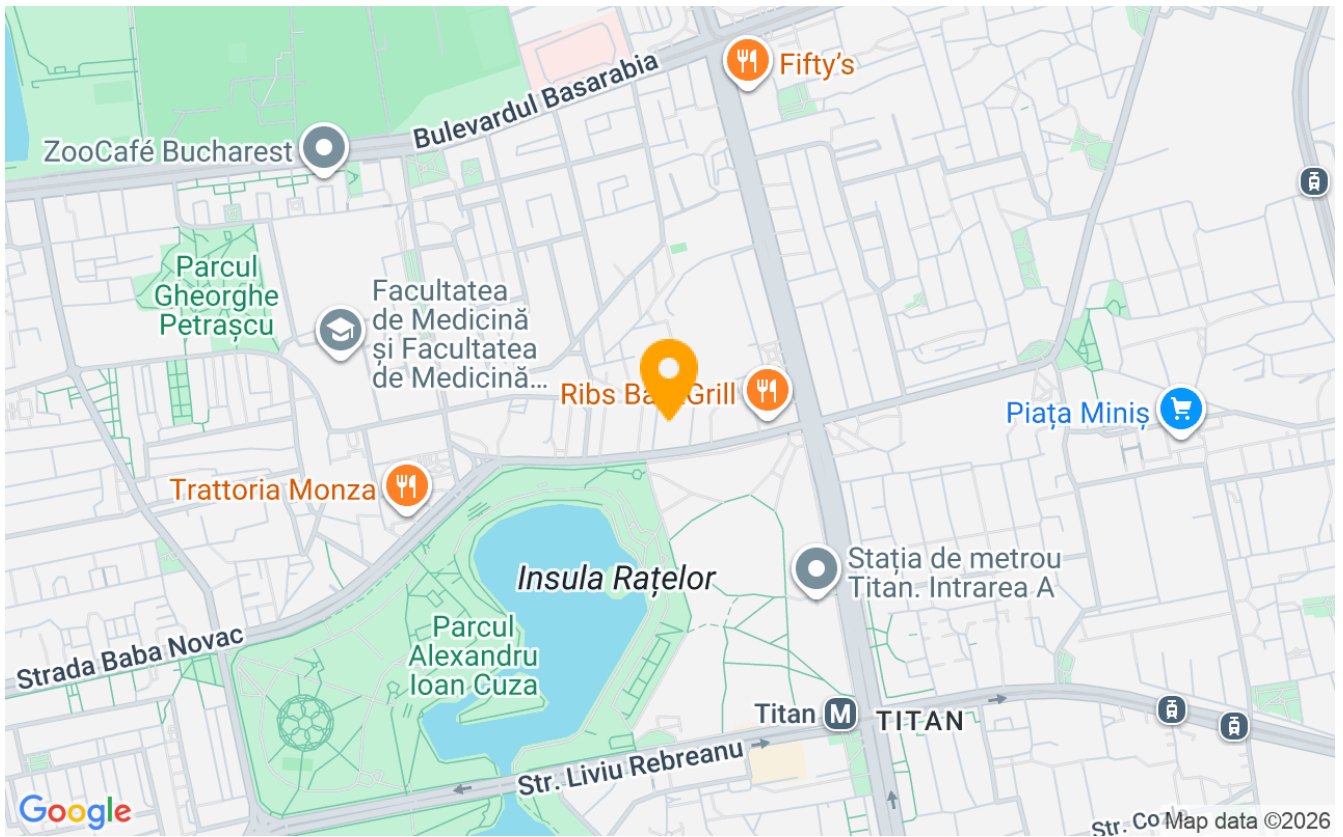 Fifty's
Bulevardul Basarabia
ZooCafé Bucharest
Parcul
Gheorghe
Petrașcu
Facultatea
de Medicină
și Facultatea
de Medicină...
Ribs Grill
Piața Miniș
Trattoria Monza
Insula Rațelor
Stația de metrou
Titan. Intrarea A
Parcul
Alexandru
Ioan Cuza
Strada Baba Novac
Titan M
TITAN
Str. Liviu Rebreanu
Google
Str.
Map data ©2026